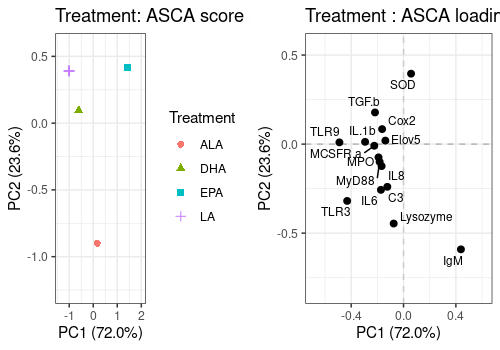 Treatment: ASCA score
PC2 (23.6%)
0.5
0.0
-0.5
-1.0
-1 0 1 2
PC1 (72.0%)
Treatment
ALA
DHA
EPA
LA
Treatment : ASCA loadin
PC2 (23.6%)
0.5
0.0
-0.5
SOD
TGF.b
Cox2
TLR9
IL.1b
Elov5
MCSFR.a
MPO
MyD88
IL8
IL6
C3
TLR3
Lysozyme
IgM
-0.4 0.0 0.4
PC1 (72.0%)